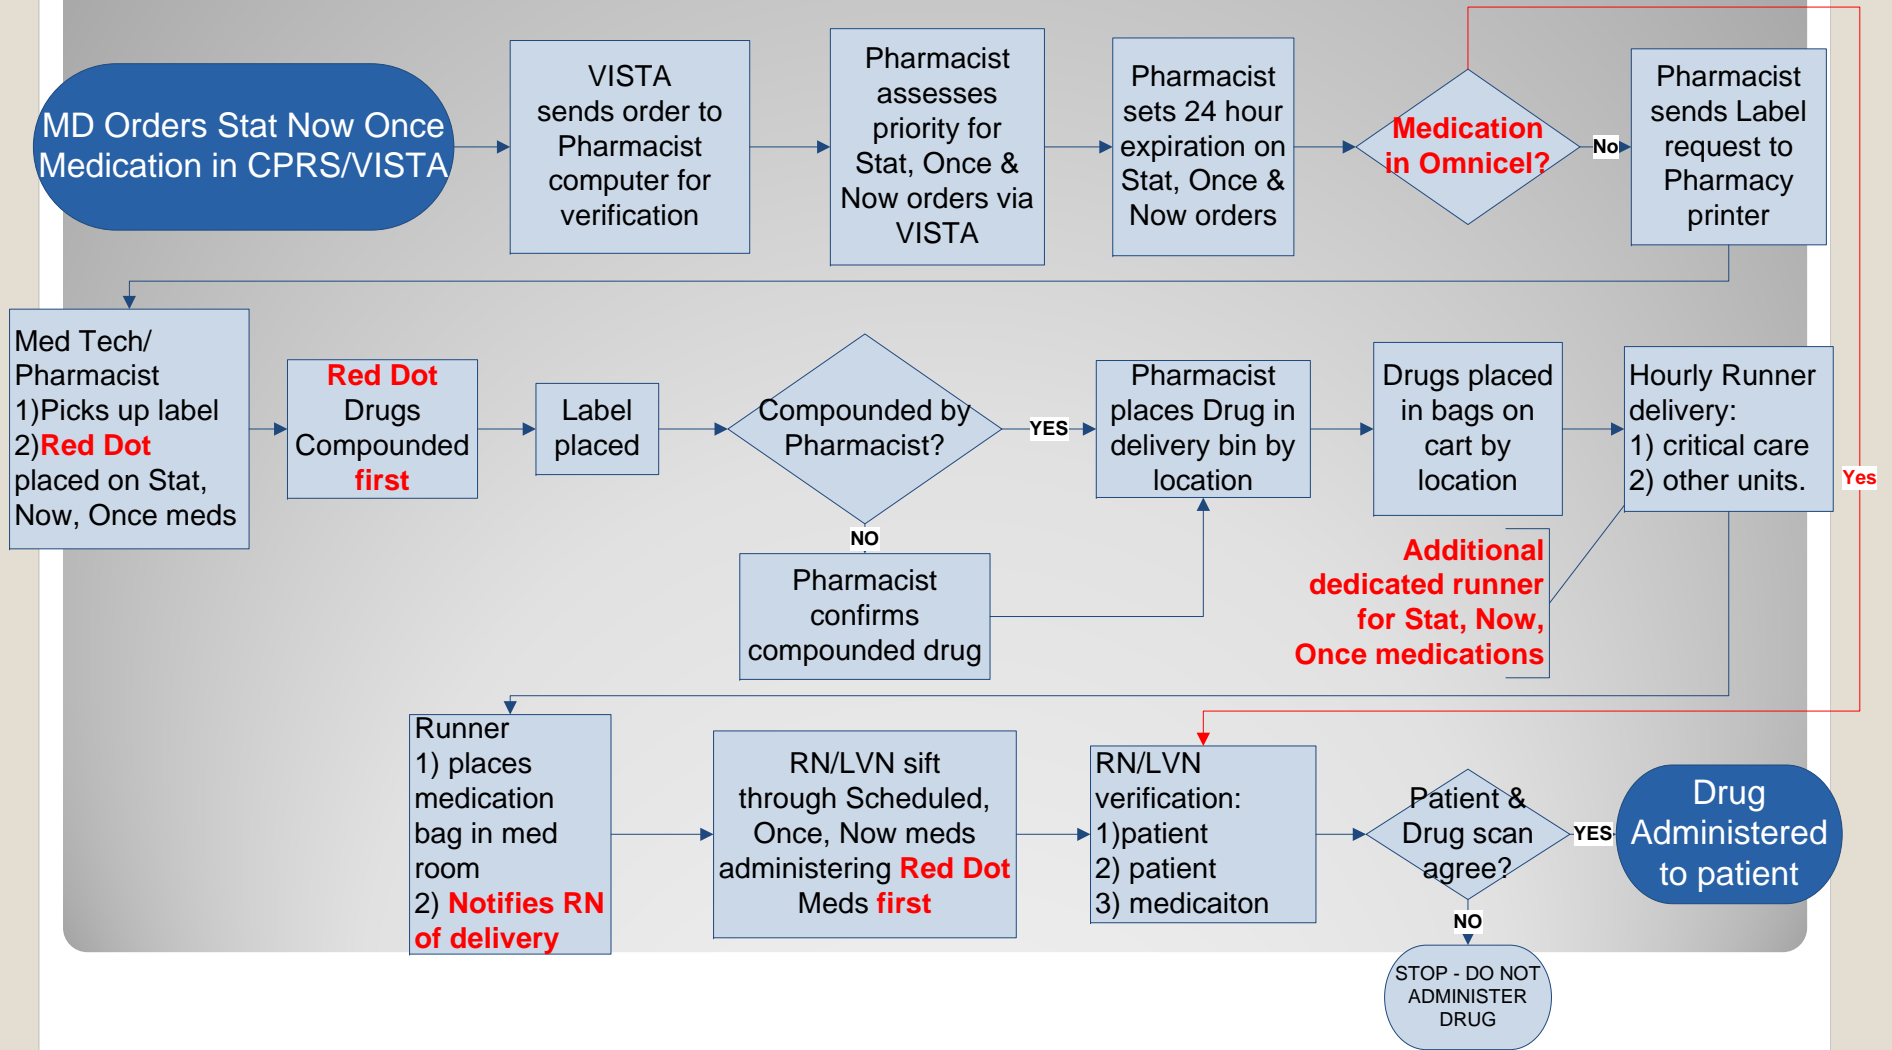 MD Orders Stat Now Once
Medication in CPRS/VISTA
VISTA
sends order to
Pharmacist
computer for
verification
Pharmacist
assesses
priority for
Stat, Once &
Now orders via
VISTA
Pharmacist
sets 24 hour
expiration on
Stat, Once &
Now orders
Medication
in Omnicel?
No
Pharmacist
sends Label
request to
Pharmacy
printer
Yes
Med Tech/
Pharmacist
1)Picks up label
2)Red Dot
placed on Stat,
Now, Once meds
Red Dot
Drugs
Compounded
first
Label
placed
Compounded by
Pharmacist?
YES
NO
Pharmacist
confirms
compounded drug
Pharmacist
places Drug in
delivery bin by
location
Drugs placed
in bags on
cart by
location
Hourly Runner
delivery:
1) critical care
2) other units.
Additional
dedicated runner
for Stat, Now,
Once medications
Runner
1) places
medication
bag in med
room
2) Notifies RN
of delivery
RN/LVN sift
through Scheduled,
Once, Now meds
administering Red Dot
Meds first
RN/LVN
verification:
1)patient
2) patient
3) medicaiton
Patient &
Drug scan
agree?
YES
Drug
Administered
to patient
NO
STOP - DO NOT
ADMINISTER
DRUG